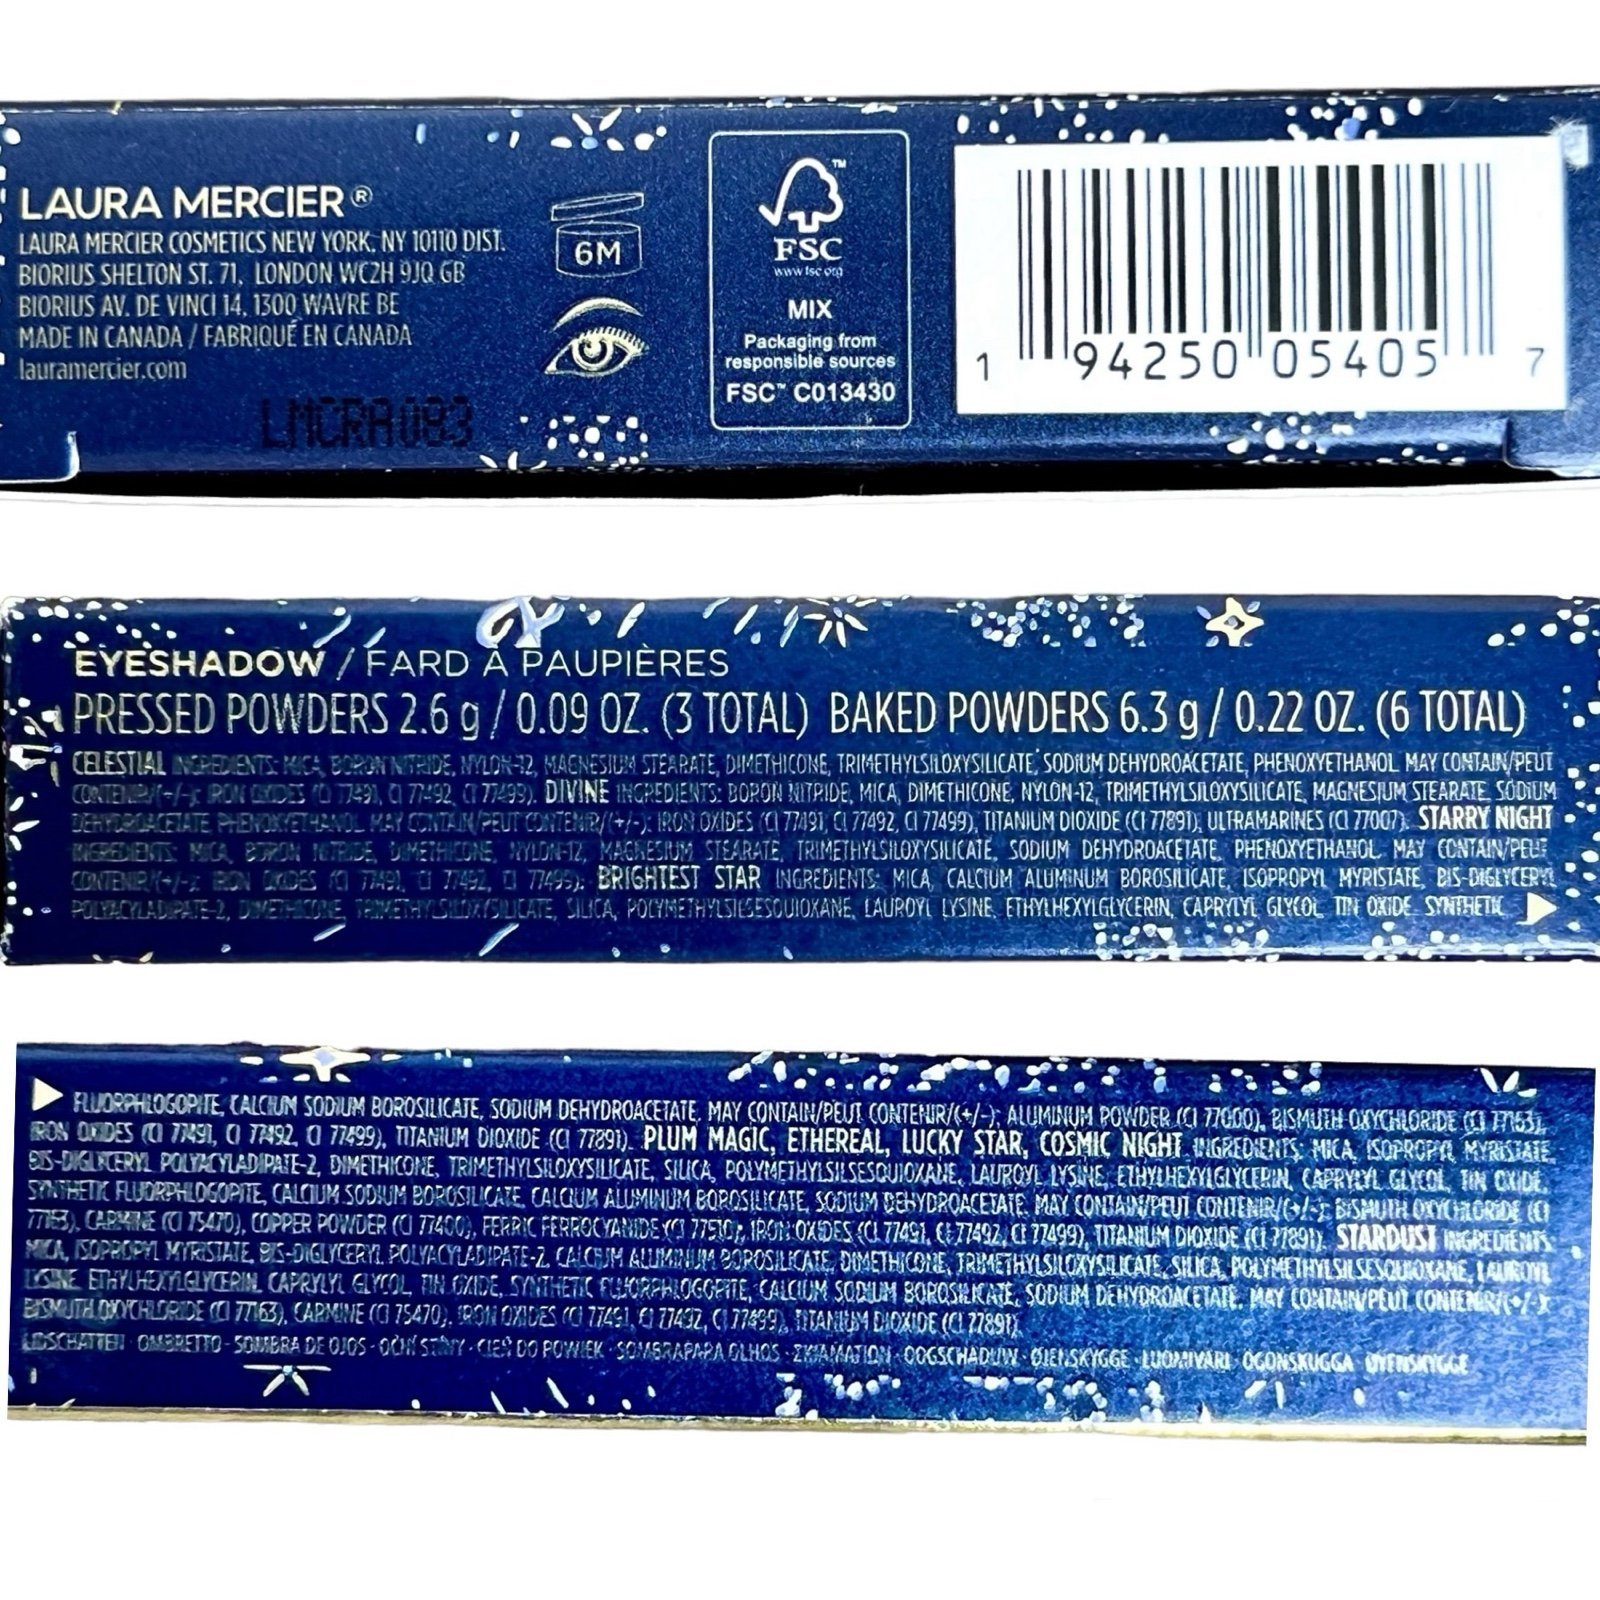 LAURA MERCIER®
LAURA MERCIER COSMETICS NEW YORK, NY 10110 DIST.
BIORIUS SHELTON ST. 71, LONDON WC2H 9JQ GB
BIORIUS AV. DE VINCI 14, 1300 WAVRE BE
MADE IN CANADA / FABRIQUÉ EN CANADA
lauramercier.com
LMCRA083
6M
FSC™
www.fsc.org
MIX
Packaging from
responsible sources
FSC™ C013430
1 94250 05405 7
EYESHADOW / FARD À PAUPIÈRES
PRESSED POWDERS 2.6 g / 0.09 OZ. (3 TOTAL) BAKED POWDERS 6.3 g / 0.22 OZ. (6 TOTAL)
CELESTIAL INGREDIENTS: MICA, BORON NITRIDE, NYLON-12, MAGNESIUM STEARATE, DIMETHICONE, TRIMETHYLSILOXYSILICATE, SODIUM DEHYDROACETATE, PHENOXYETHANOL. MAY CONTAIN/PEUT
CONTENIR/(+/-): IRON OXIDES (CI 77491, CI 77492, CI 77499). DIVINE INGREDIENTS: BORON NITRIDE, MICA, DIMETHICONE, NYLON-12, TRIMETHYLSILOXYSILICATE, MAGNESIUM STEARATE, SODIUM
DEHYDROACETATE, PHENOXYETHANOL. MAY CONTAIN/PEUT CONTENIR/(+/-): IRON OXIDES (CI 77491, CI 77492, CI 77499), TITANIUM DIOXIDE (CI 77891), ULTRAMARINES (CI 77007). STARRY NIGHT
INGREDIENTS: MICA, BORON NITRIDE, DIMETHICONE, NYLON-12, MAGNESIUM STEARATE, TRIMETHYLSILOXYSILICATE, SODIUM DEHYDROACETATE, PHENOXYETHANOL. MAY CONTAIN/PEUT
CONTENIR/(+/-): IRON OXIDES (CI 77491, CI 77492, CI 77499). BRIGHTEST STAR INGREDIENTS: MICA, CALCIUM ALUMINUM BOROSILICATE, ISOPROPYL MYRISTATE, BIS-DIGLYCERYL
POLYACYLADIPATE-2, DIMETHICONE, TRIMETHYLSILOXYSILICATE, SILICA, POLYMETHYLSILSESQUIOXANE, LAUROYL LYSINE, ETHYLHEXYLGLYCERIN, CAPRYLYL GLYCOL, TIN OXIDE, SYNTHETIC
FLUORPHLOGOPITE, CALCIUM SODIUM BOROSILICATE, SODIUM DEHYDROACETATE. MAY CONTAIN/PEUT CONTENIR/(+/-): ALUMINUM POWDER (CI 77000), BISMUTH OXYCHLORIDE (CI 77163),
IRON OXIDES (CI 77491, CI 77492, CI 77499), TITANIUM DIOXIDE (CI 77891). PLUM MAGIC, ETHEREAL, LUCKY STAR, COSMIC NIGHT INGREDIENTS: MICA, ISOPROPYL MYRISTATE,
BIS-DIGLYCERYL POLYACYLADIPATE-2, DIMETHICONE, TRIMETHYLSILOXYSILICATE, SILICA, POLYMETHYLSILSESQUIOXANE, LAUROYL LYSINE, ETHYLHEXYLGLYCERIN, CAPRYLYL GLYCOL, TIN OXIDE,
SYNTHETIC FLUORPHLOGOPITE, CALCIUM SODIUM BOROSILICATE, CALCIUM ALUMINUM BOROSILICATE, SODIUM DEHYDROACETATE. MAY CONTAIN/PEUT CONTENIR/(+/-): BISMUTH OXYCHLORIDE (CI
77163), CARMINE (CI 75470), COPPER POWDER (CI 77400), FERRIC FERROCYANIDE (CI 77510), IRON OXIDES (CI 77491, CI 77492, CI 77499), TITANIUM DIOXIDE (CI 77891). STARDUST INGREDIENTS:
MICA, ISOPROPYL MYRISTATE, BIS-DIGLYCERYL POLYACYLADIPATE-2, CALCIUM ALUMINUM BOROSILICATE, DIMETHICONE, TRIMETHYLSILOXYSILICATE, SILICA, POLYMETHYLSILSESQUIOXANE, LAUROYL
LYSINE, ETHYLHEXYLGLYCERIN, CAPRYLYL GLYCOL, TIN OXIDE, SYNTHETIC FLUORPHLOGOPITE, CALCIUM SODIUM BOROSILICATE, SODIUM DEHYDROACETATE. MAY CONTAIN/PEUT CONTENIR/(+/-):
BISMUTH OXYCHLORIDE (CI 77163), CARMINE (CI 75470), IRON OXIDES (CI 77491, CI 77492, CI 77499), TITANIUM DIOXIDE (CI 77891).
LIDSCHATTEN · OMBRETTO · SOMBRA DE OJOS · OČNÍ STÍNY · CIEŃ DO POWIEK · SOMBRA PARA OLHOS · OOGSCHADUW · ØJENSKYGGE · LUOMIVÄRI · ÖGONSKUGGA · ØYENSKYGGE